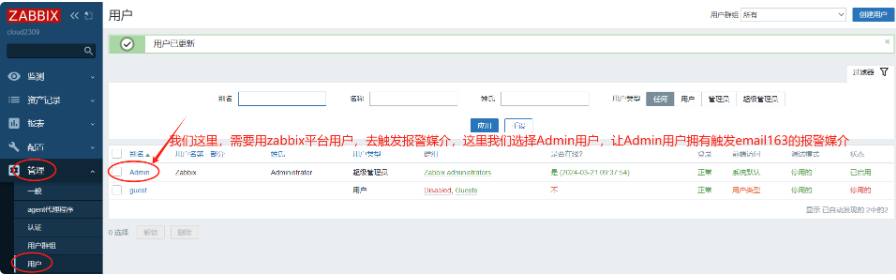 ZABBIX
用户
用户群组 所有
创建用户
cloud2309
用户已更新
过滤器
监测
资产记录
报表
配置
管理
一般
agent代理程序
认证
用户群组
用户
别名 名称 姓氏 用户类型 任何 用户 管理员 超级管理员
应用 重设
我们这里，需要用zabbix平台用户，去触发报警媒介，这里我们选择Admin用户，让Admin用户拥有触发email163的报警媒介
别名▲ 用户名第一部分 姓氏 用户类型 群组 是否在线? 登录 前端访问 调试模式 状态
Admin Zabbix Administrator 超级管理员 Zabbix administrators 是 (2024-03-21 09:37:54) 正常 系统默认 停用的 已启用
guest 用户 Disabled, Guests 不 正常 用户类型 停用的 停用的
显示 已自动发现的 2中的2
0 选择 解锁 删除